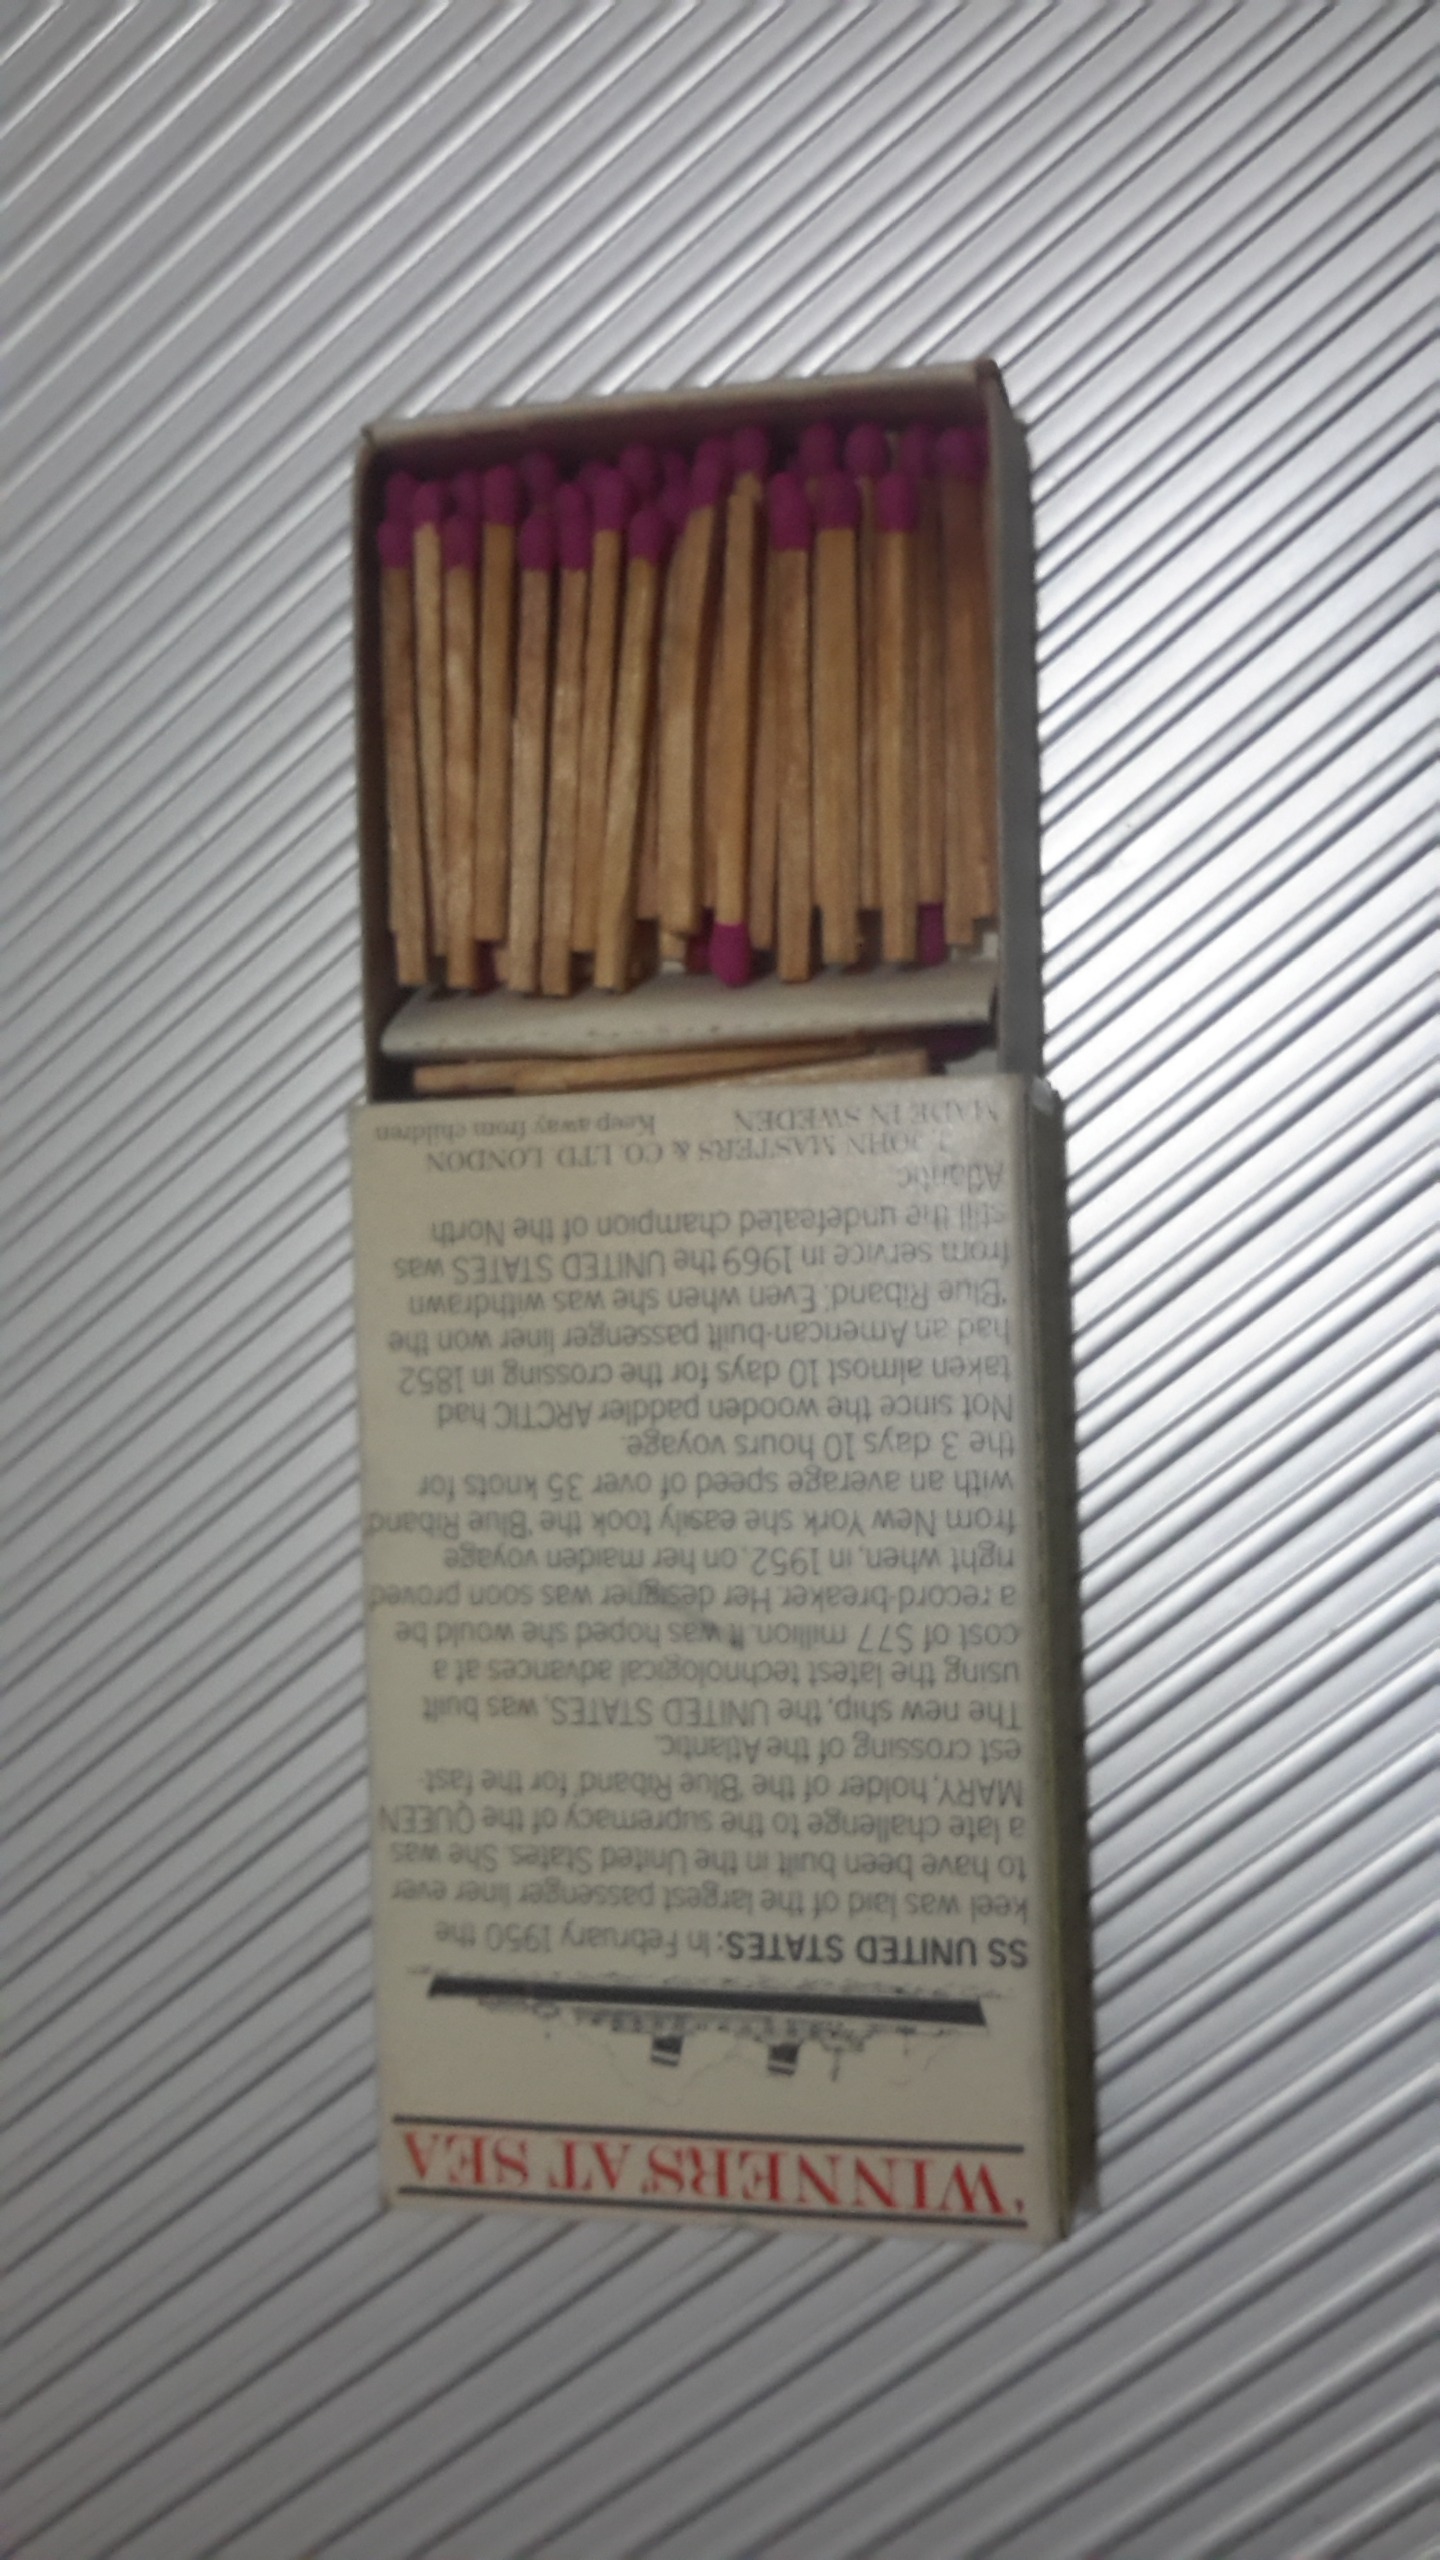 'WINNERS' AT SEA
SS UNITED STATES: In February 1950 the
keel was laid of the largest passenger liner ever
to have been built in the United States. She was
a late challenge to the supremacy of the QUEEN
MARY, holder of the 'Blue Riband' for the fast-
est crossing of the Atlantic.
The new ship, the UNITED STATES, was built
using the latest technological advances at a
cost of $77 million. It was hoped she would be
a record-breaker. Her designer was soon proved
right when, in 1952, on her maiden voyage
from New York she easily took the 'Blue Riband'
with an average speed of over 35 knots for
the 3 days 10 hours voyage.
Not since the wooden paddler ARCTIC had
taken almost 10 days for the crossing in 1852
had an American-built passenger liner won the
'Blue Riband'. Even when she was withdrawn
from service in 1969 the UNITED STATES was
still the undefeated champion of the North
Atlantic.
J. JOHN MASTERS & CO. LTD. LONDON
MADE IN SWEDEN Keep away from children